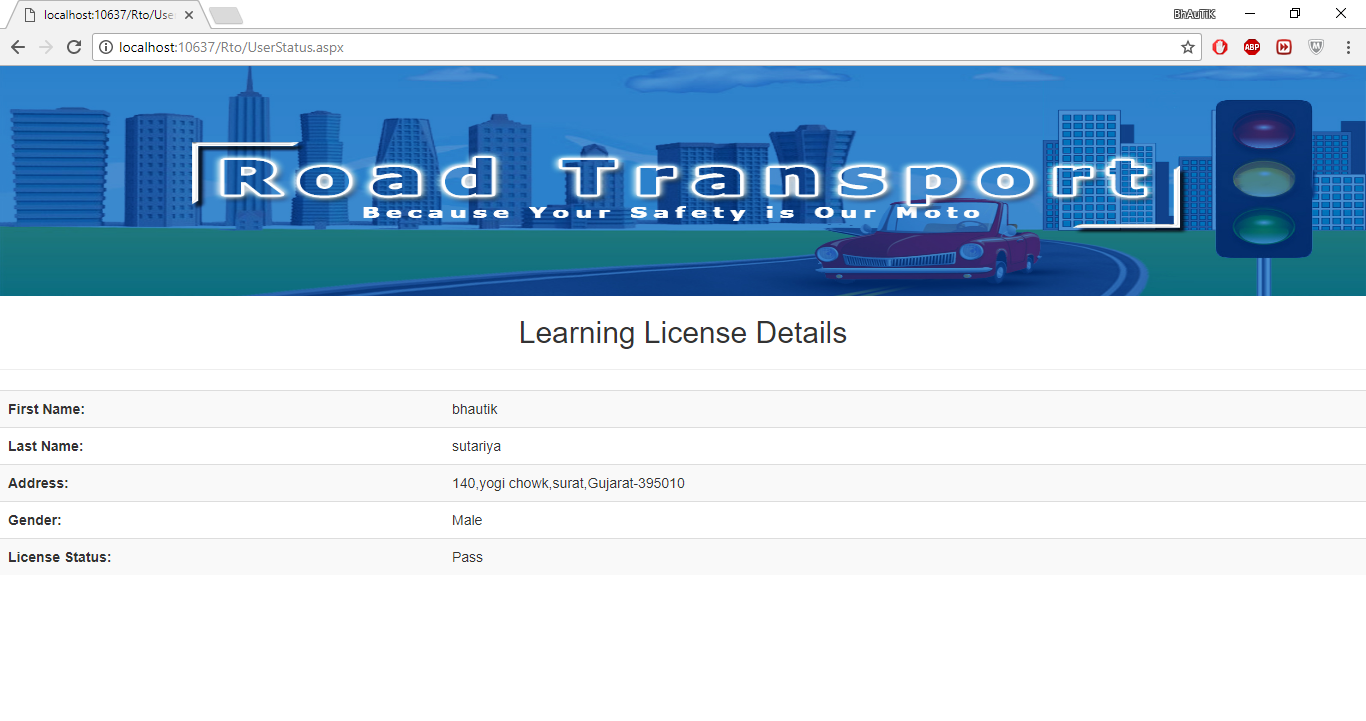 localhost:10637/Rto/Use
BhAuTiK
localhost:10637/Rto/UserStatus.aspx
ABP
Road Transport
Because Your Safety is Our Moto
Learning License Details
First Name: bhautik
Last Name: sutariya
Address: 140,yogi chowk,surat,Gujarat-395010
Gender: Male
License Status: Pass